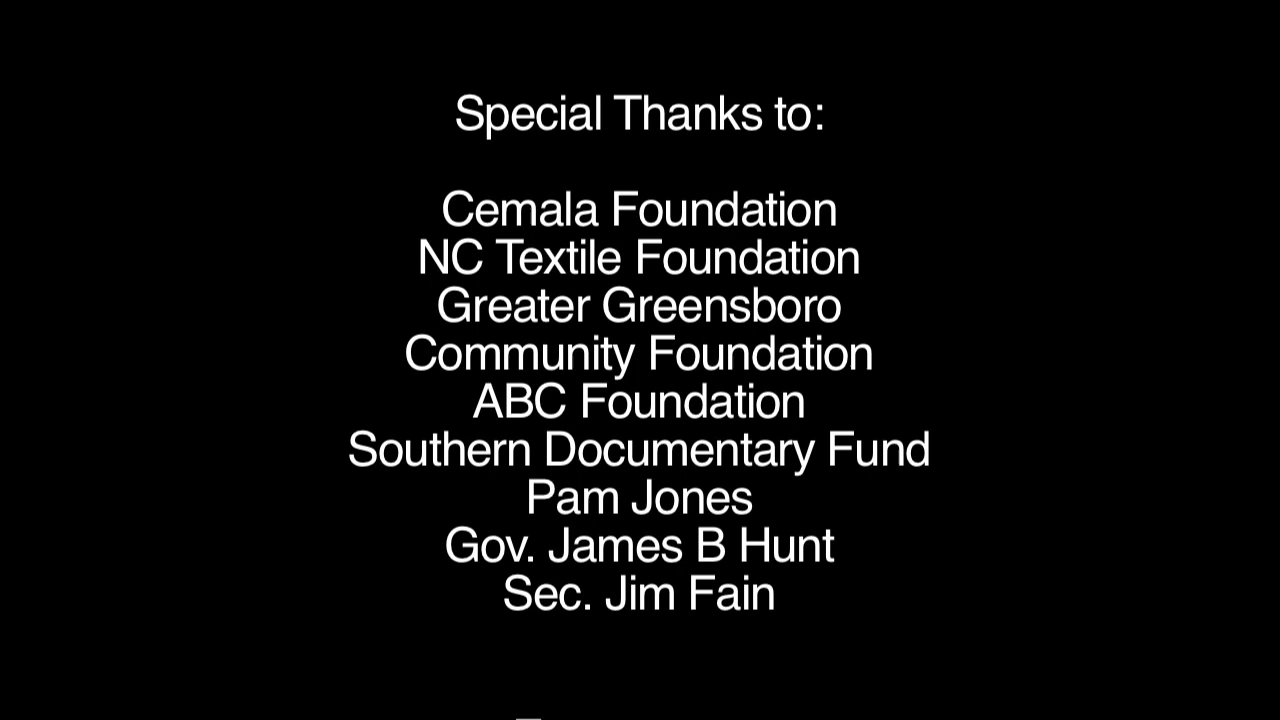 Special Thanks to:
Cemala Foundation
NC Textile Foundation
Greater Greensboro
Community Foundation
ABC Foundation
Southern Documentary Fund
Pam Jones
Gov. James B Hunt
Sec. Jim Fain